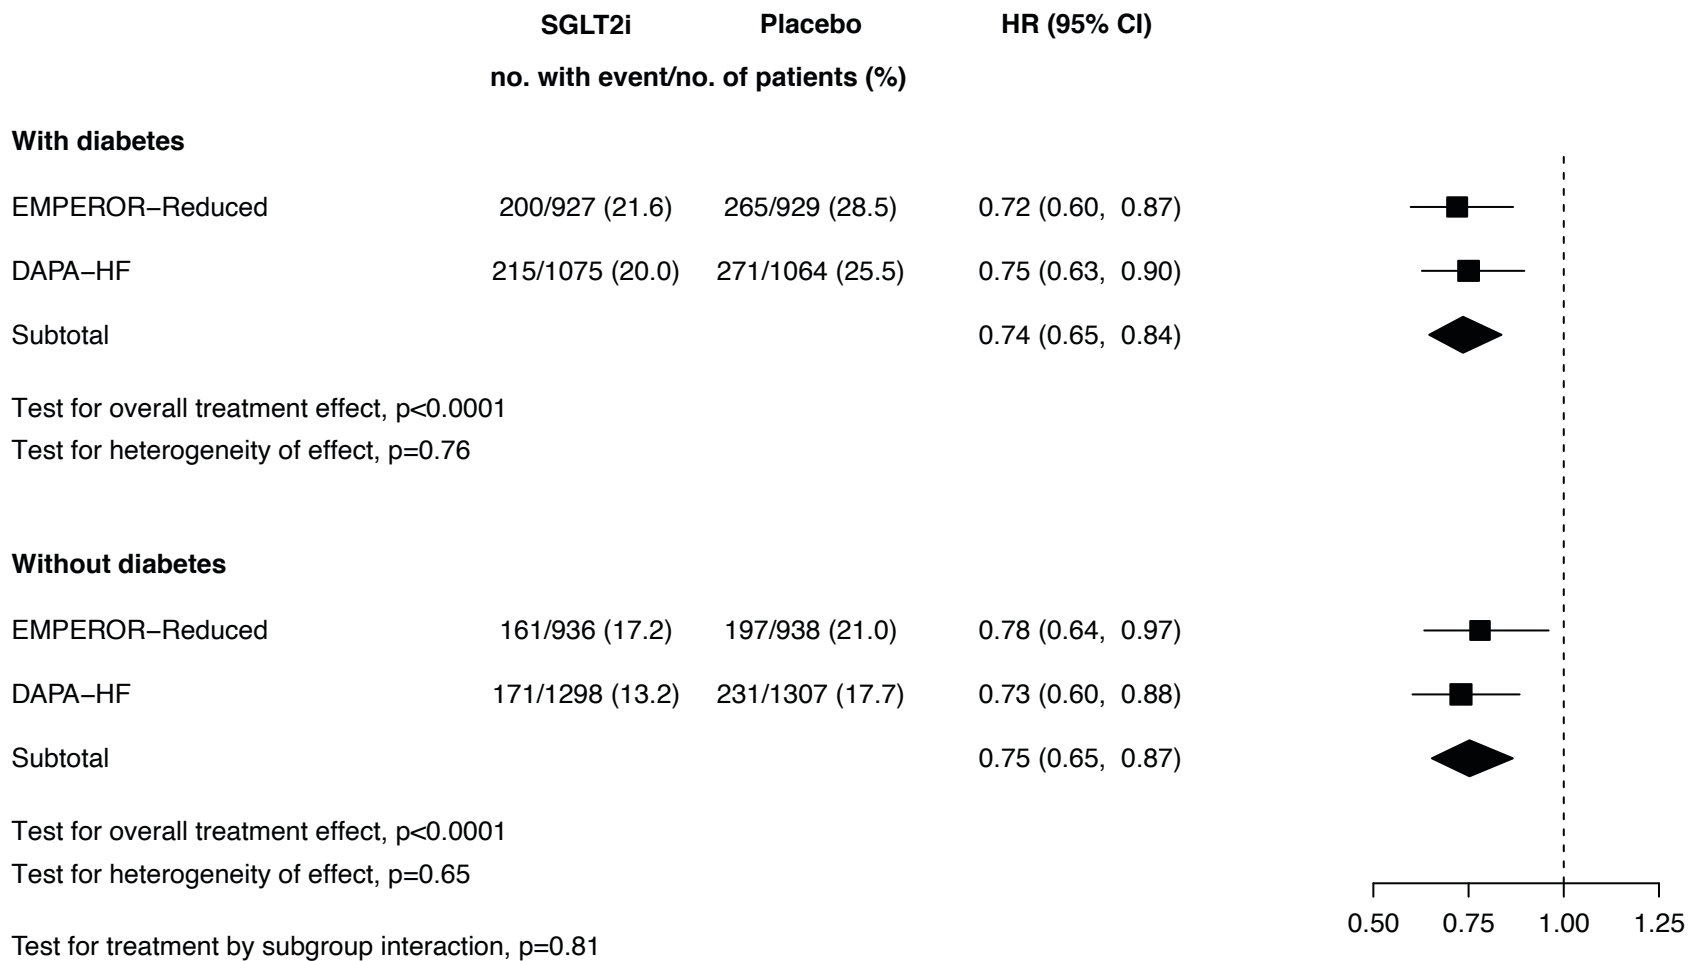 SGLT2i Placebo HR (95% CI)
no. with event/no. of patients (%)
With diabetes
EMPEROR−Reduced 200/927 (21.6) 265/929 (28.5) 0.72 (0.60, 0.87)
DAPA−HF 215/1075 (20.0) 271/1064 (25.5) 0.75 (0.63, 0.90)
Subtotal 0.74 (0.65, 0.84)
Test for overall treatment effect, p<0.0001
Test for heterogeneity of effect, p=0.76
Without diabetes
EMPEROR−Reduced 161/936 (17.2) 197/938 (21.0) 0.78 (0.64, 0.97)
DAPA−HF 171/1298 (13.2) 231/1307 (17.7) 0.73 (0.60, 0.88)
Subtotal 0.75 (0.65, 0.87)
Test for overall treatment effect, p<0.0001
Test for heterogeneity of effect, p=0.65
0.50 0.75 1.00 1.25
Test for treatment by subgroup interaction, p=0.81